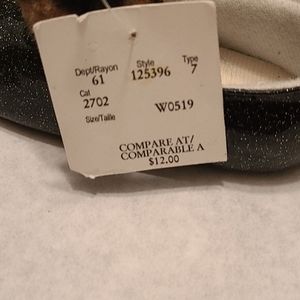 Dept/Rayon Style Type
61 125396 7
Cat
2702 W0519
Size/Taille
COMPARE AT/
COMPARABLE A
$12.00